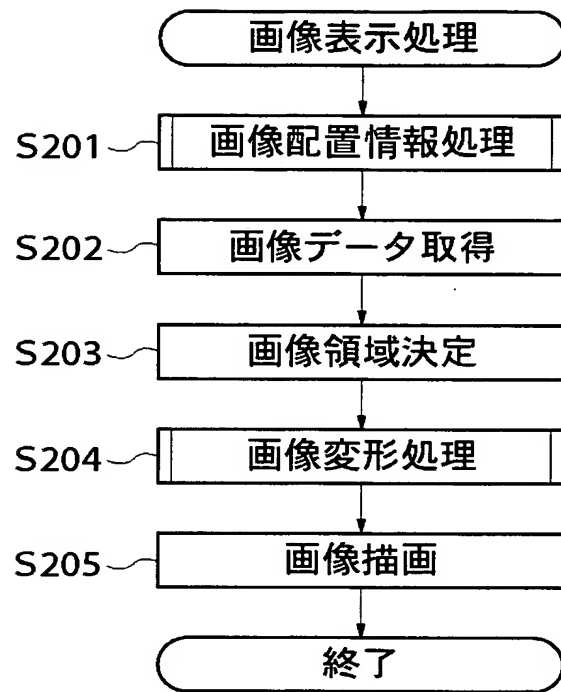 画像表示処理
S201 画像配置情報処理
S202 画像データ取得
S203 画像領域決定
S204 画像変形処理
S205 画像描画
終了